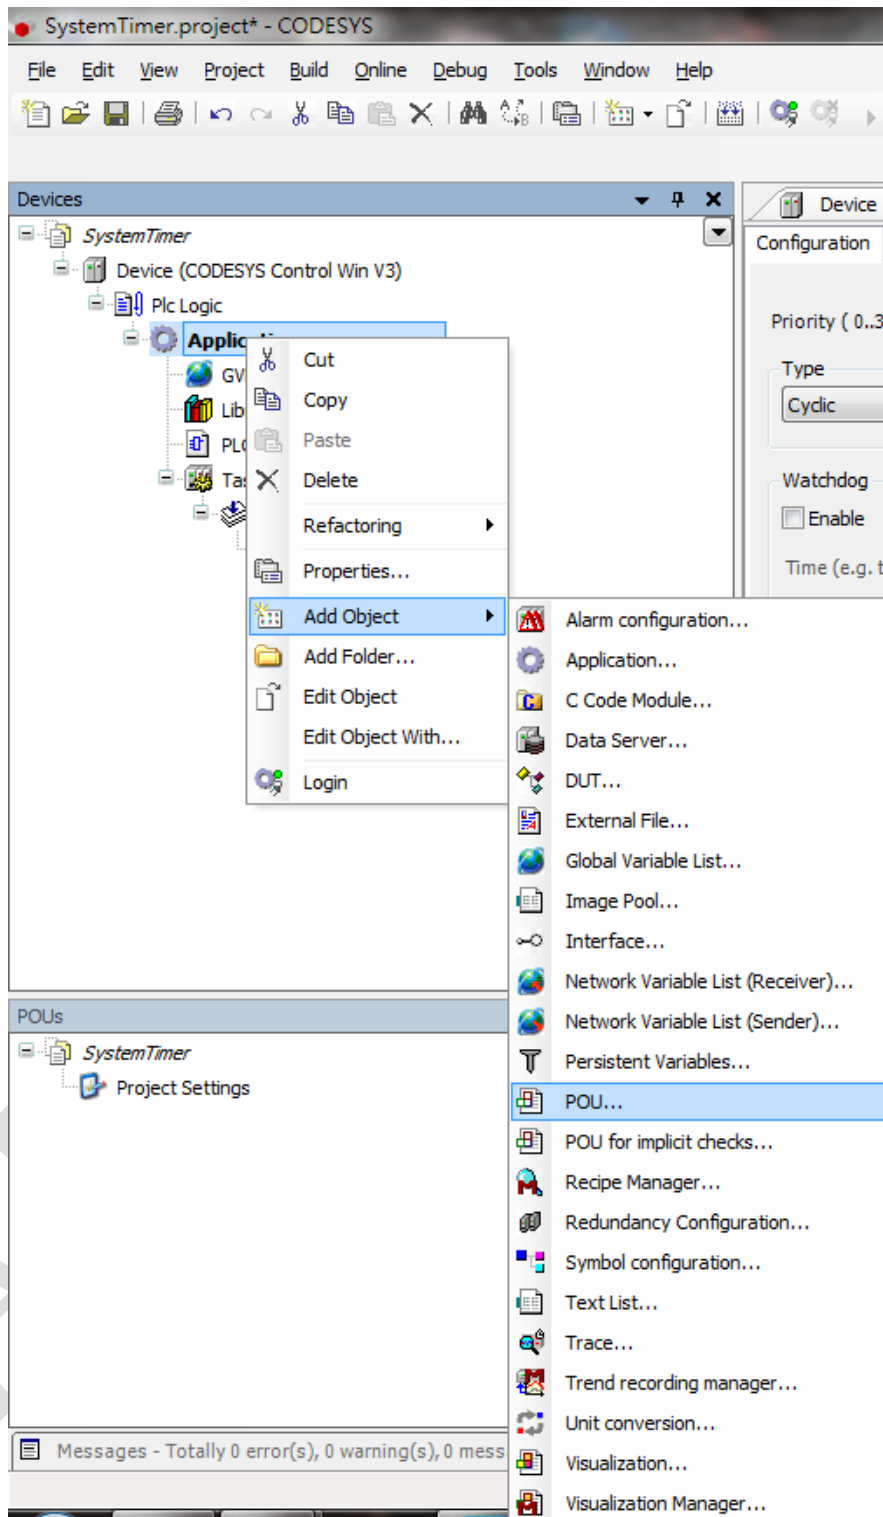 SystemTimer.project* - CODESYS
File Edit View Project Build Online Debug Tools Window Help
Devices
SystemTimer
Device (CODESYS Control Win V3)
Plc Logic
Device
Configuration
Priority ( 0..3
Type
Cyclic
Watchdog
Enable
Time (e.g. t
Cut
Copy
Paste
Delete
Refactoring
Properties...
Add Object
Add Folder...
Edit Object
Edit Object With...
Login
Alarm configuration...
Application...
C Code Module...
Data Server...
DUT...
External File...
Global Variable List...
Image Pool...
Interface...
Network Variable List (Receiver)...
Network Variable List (Sender)...
Persistent Variables...
POU...
POU for implicit checks...
Recipe Manager...
Redundancy Configuration...
Symbol configuration...
Text List...
Trace...
Trend recording manager...
Unit conversion...
Visualization...
Visualization Manager...
POUs
SystemTimer
Project Settings
Messages - Totally 0 error(s), 0 warning(s), 0 mess